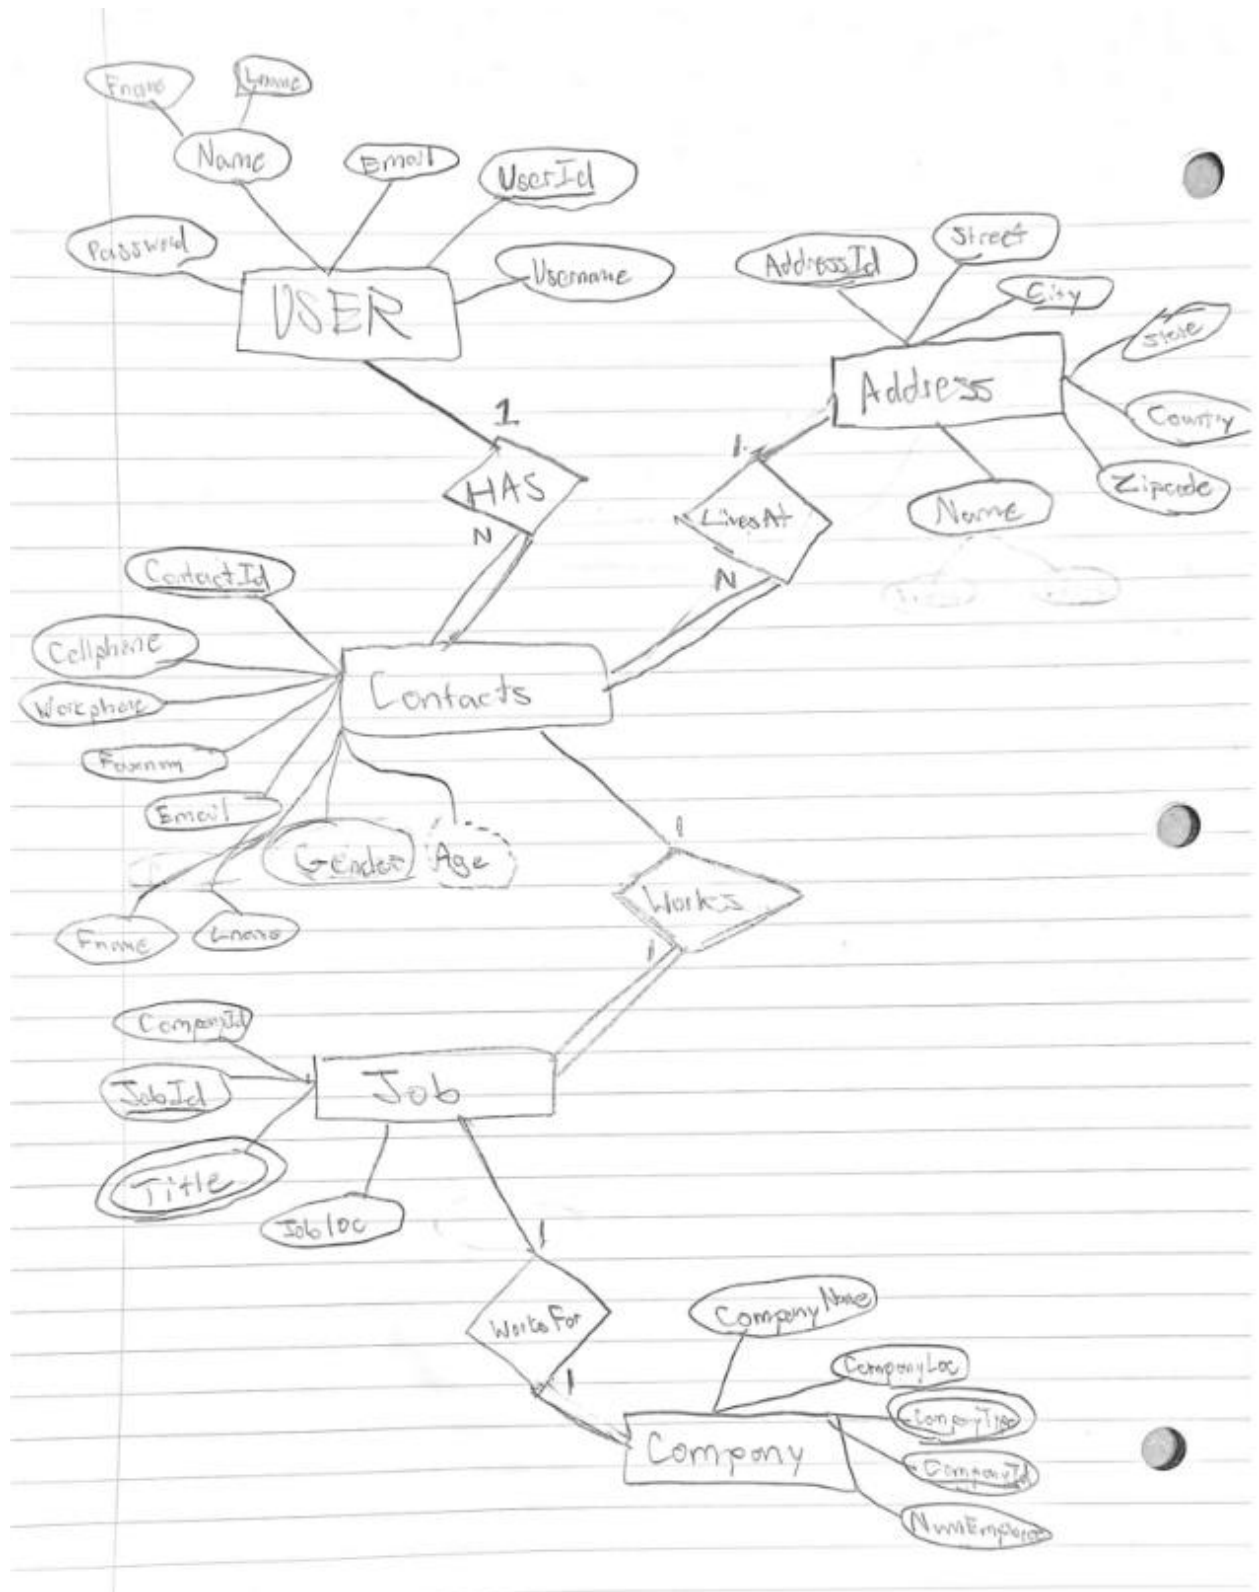 Fname
Lname
Name
Email
UserId
Password
Username
USER
AddressId
Street
City
State
Address
Country
Zipcode
Name
1
HAS
N
1
LivesAt
N
ContactId
Cellphone
Workphone
Contacts
Email
Gender
Age
Fname
Lname
1
Works
1
CompanyId
JobId
Job
Title
Jobloc
1
WorksFor
1
CompanyName
CompanyLoc
CompanyType
Company
CompanyId
NumEmployee